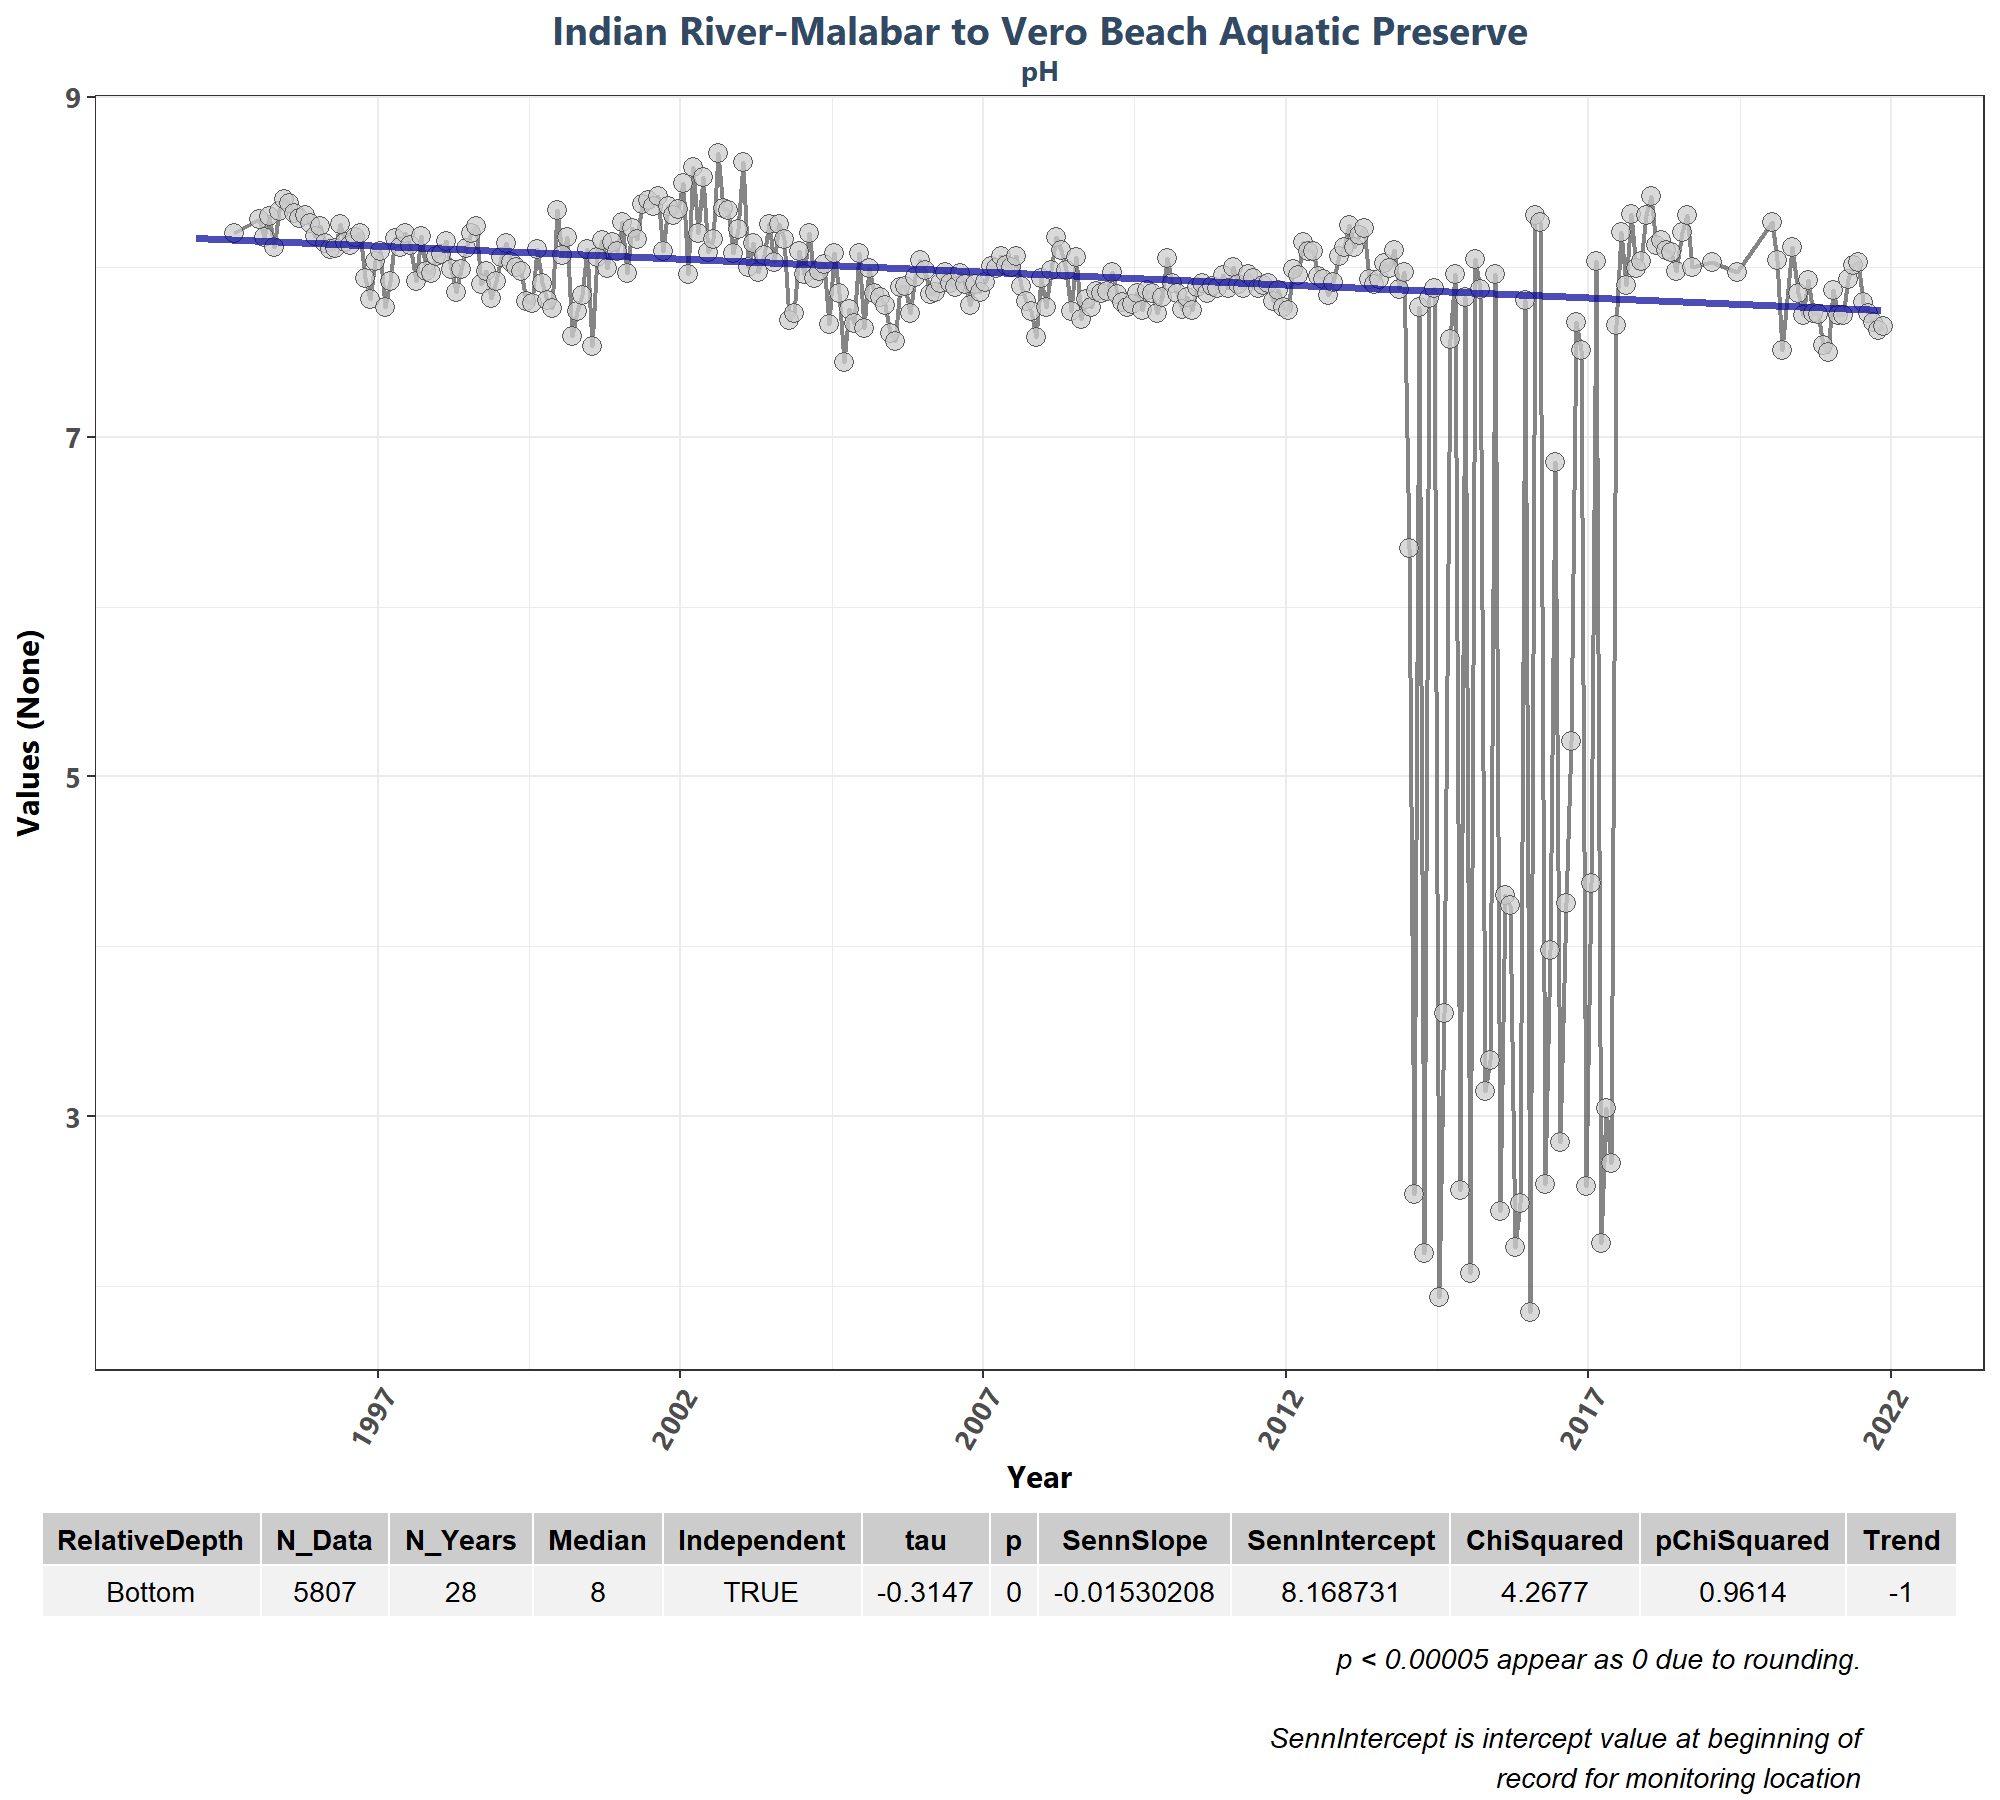 Indian River-Malabar to Vero Beach Aquatic Preserve
pH
9
7
5
3
Values (None)
1997 2002 2007 2012 2017 2022
Year
RelativeDepth N_Data N_Years Median Independent tau p SennSlope SennIntercept ChiSquared pChiSquared Trend
Bottom 5807 28 8 TRUE -0.3147 0 -0.01530208 8.168731 4.2677 0.9614 -1
p < 0.00005 appear as 0 due to rounding.
SennIntercept is intercept value at beginning of
record for monitoring location